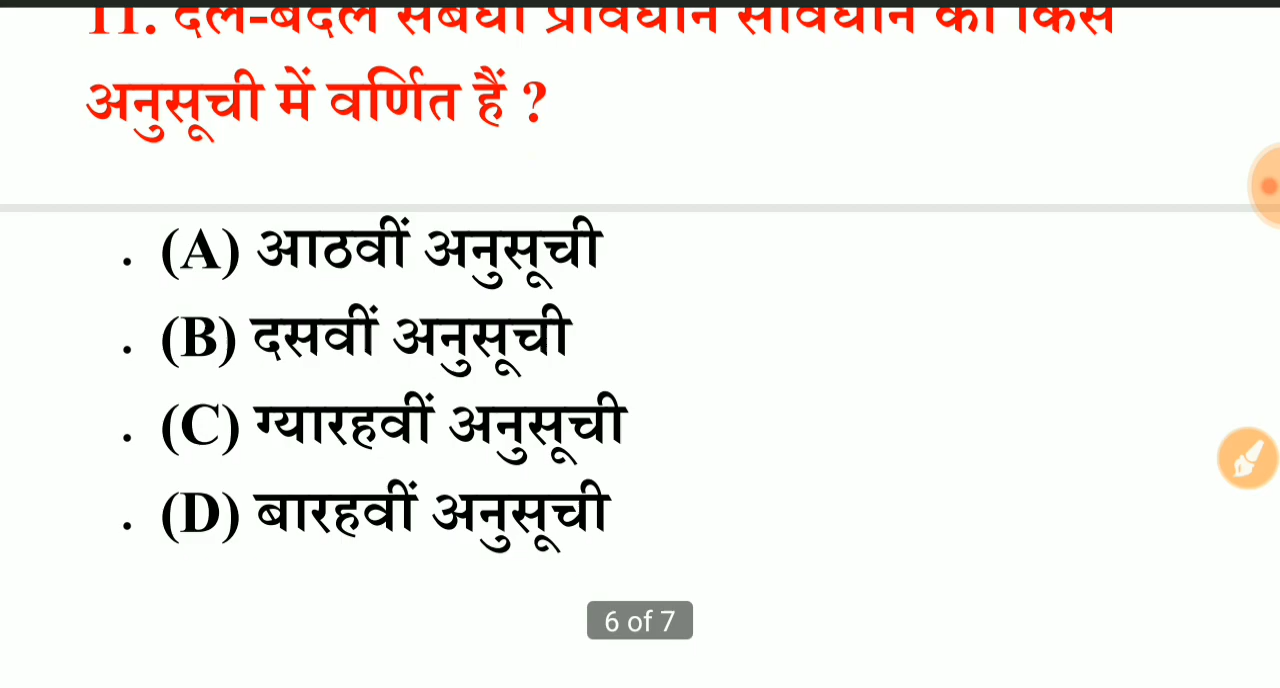 11. दल-बदल संबंधी प्रावधान संविधान की किस
अनुसूची में वर्णित हैं ?
. (A) आठवीं अनुसूची
. (B) दसवीं अनुसूची
. (C) ग्यारहवीं अनुसूची
. (D) बारहवीं अनुसूची
6 of 7